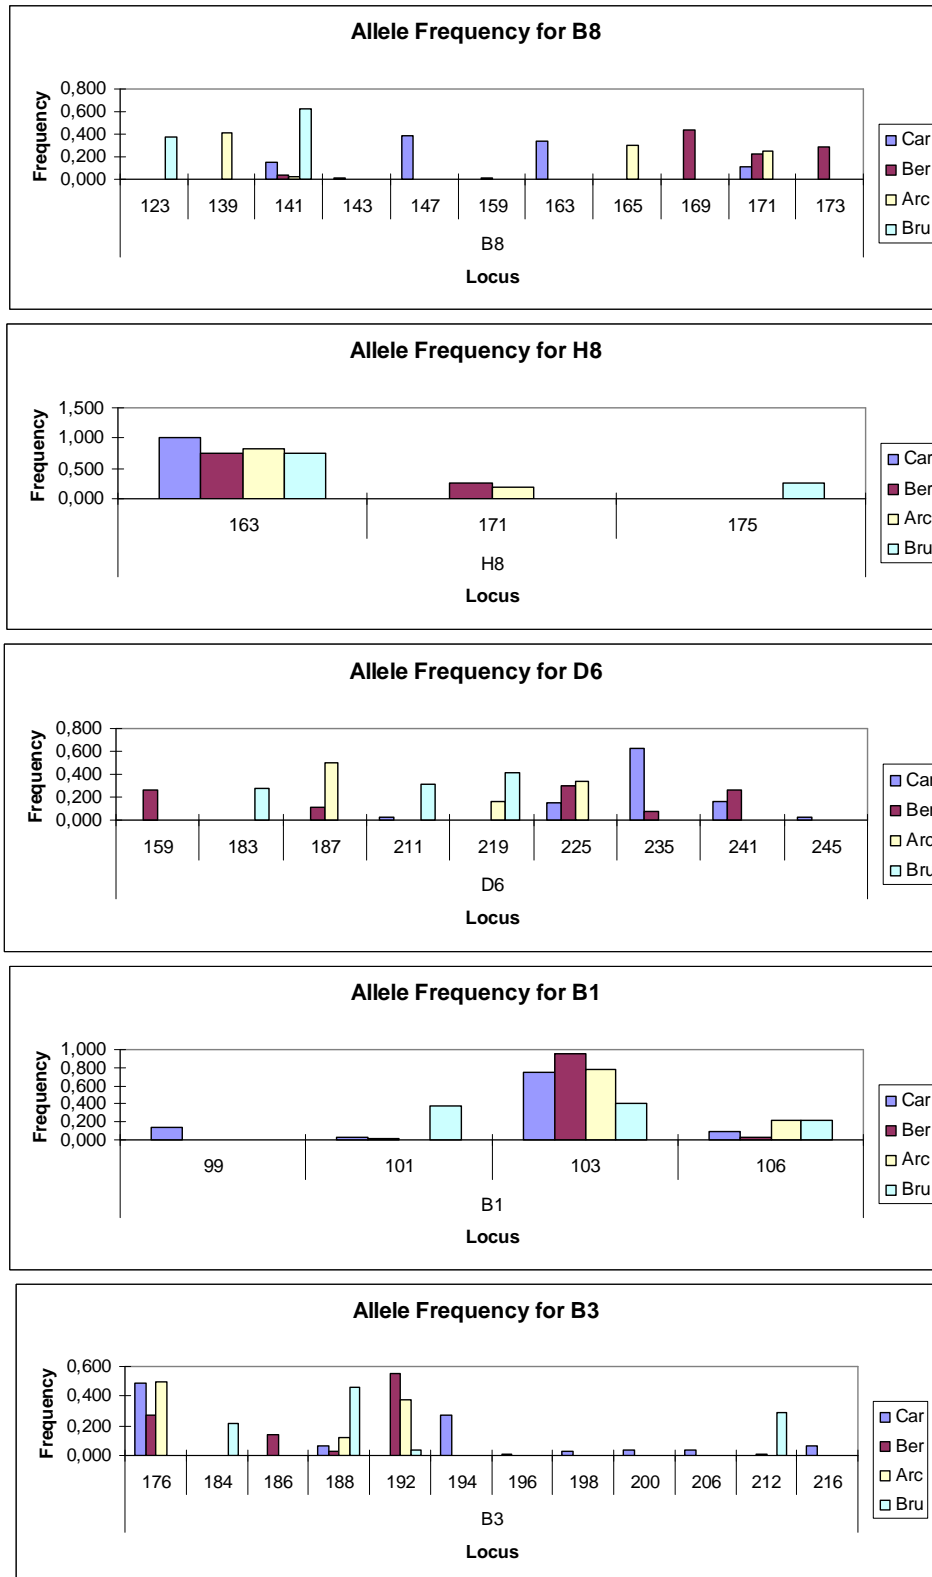 Allele Frequency for B8
0,800
0,600
0,400
0,200
0,000
Frequency
123 139 141 143 147 159 163 165 169 171 173
B8
Locus
Car
Ber
Arc
Bru
Allele Frequency for H8
1,500
1,000
0,500
0,000
Frequency
163 171 175
H8
Locus
Car
Ber
Arc
Bru
Allele Frequency for D6
0,800
0,600
0,400
0,200
0,000
Frequency
159 183 187 211 219 225 235 241 245
D6
Locus
Car
Ber
Arc
Bru
Allele Frequency for B1
1,000
0,800
0,600
0,400
0,200
0,000
Frequency
99 101 103 106
B1
Locus
Car
Ber
Arc
Bru
Allele Frequency for B3
0,600
0,400
0,200
0,000
Frequency
176 184 186 188 192 194 196 198 200 206 212 216
B3
Locus
Car
Ber
Arc
Bru